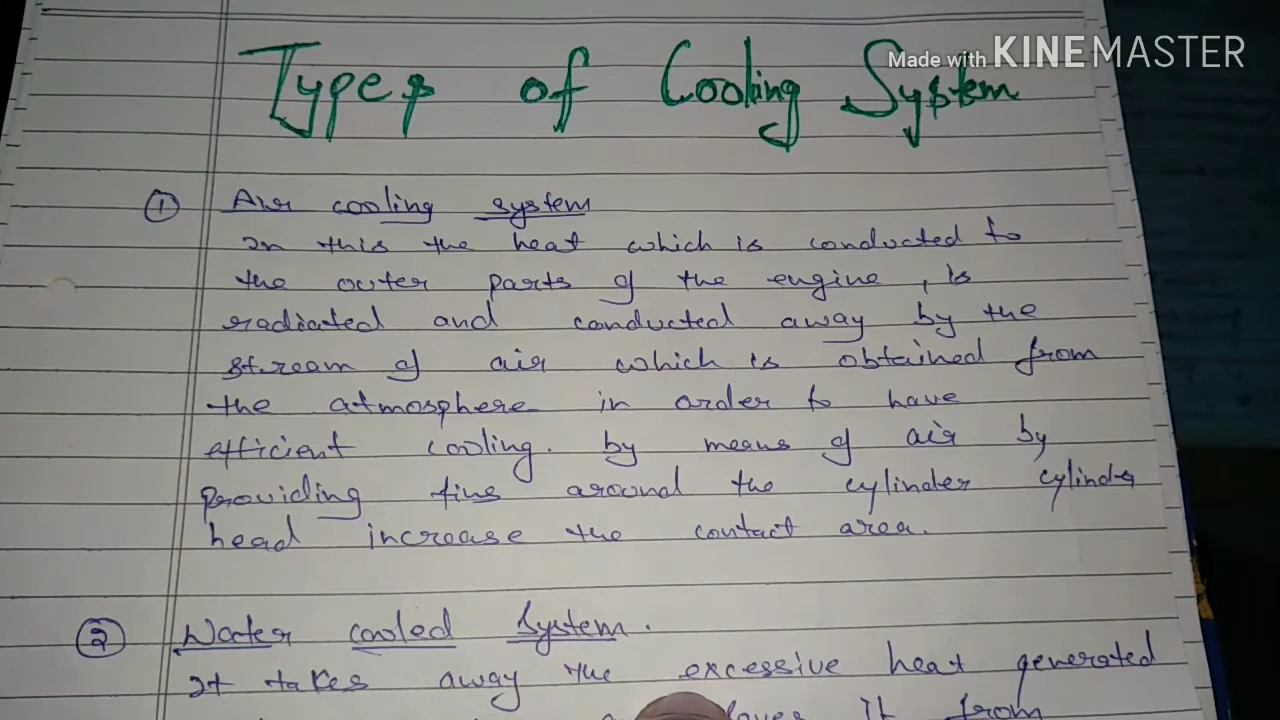 Made with KINEMASTER
Types of Cooling System
① Air cooling system
In this the heat which is conducted to
the outer parts of the engine, is
radiated and conducted away by the
stream of air which is obtained from
the atmosphere in order to have
efficient cooling. by means of air by
providing fins around the cylinder cylinder
head increase the contact area.
② Water cooled System.
It takes away the excessive heat generated
it from